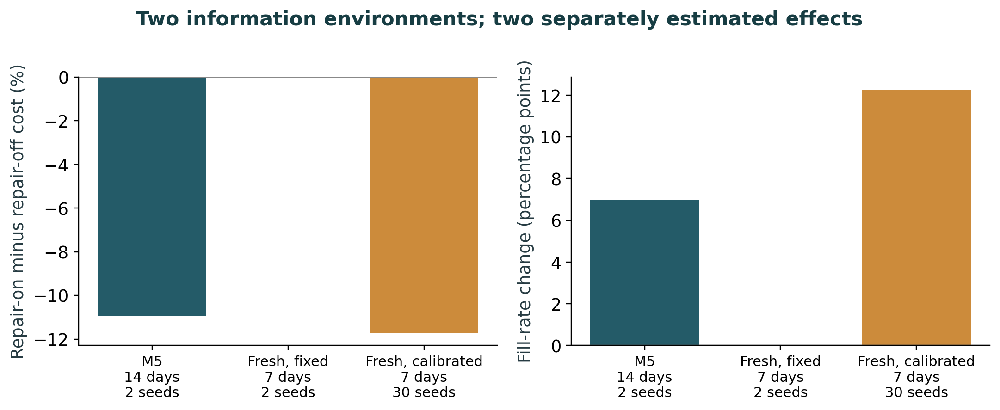 Two information environments; two separately estimated effects
Repair-on minus repair-off cost (%)
0
−2
−4
−6
−8
−10
−12
M5
14 days
2 seeds
Fresh, fixed
7 days
2 seeds
Fresh, calibrated
7 days
30 seeds
Fill-rate change (percentage points)
12
10
8
6
4
2
0
M5
14 days
2 seeds
Fresh, fixed
7 days
2 seeds
Fresh, calibrated
7 days
30 seeds